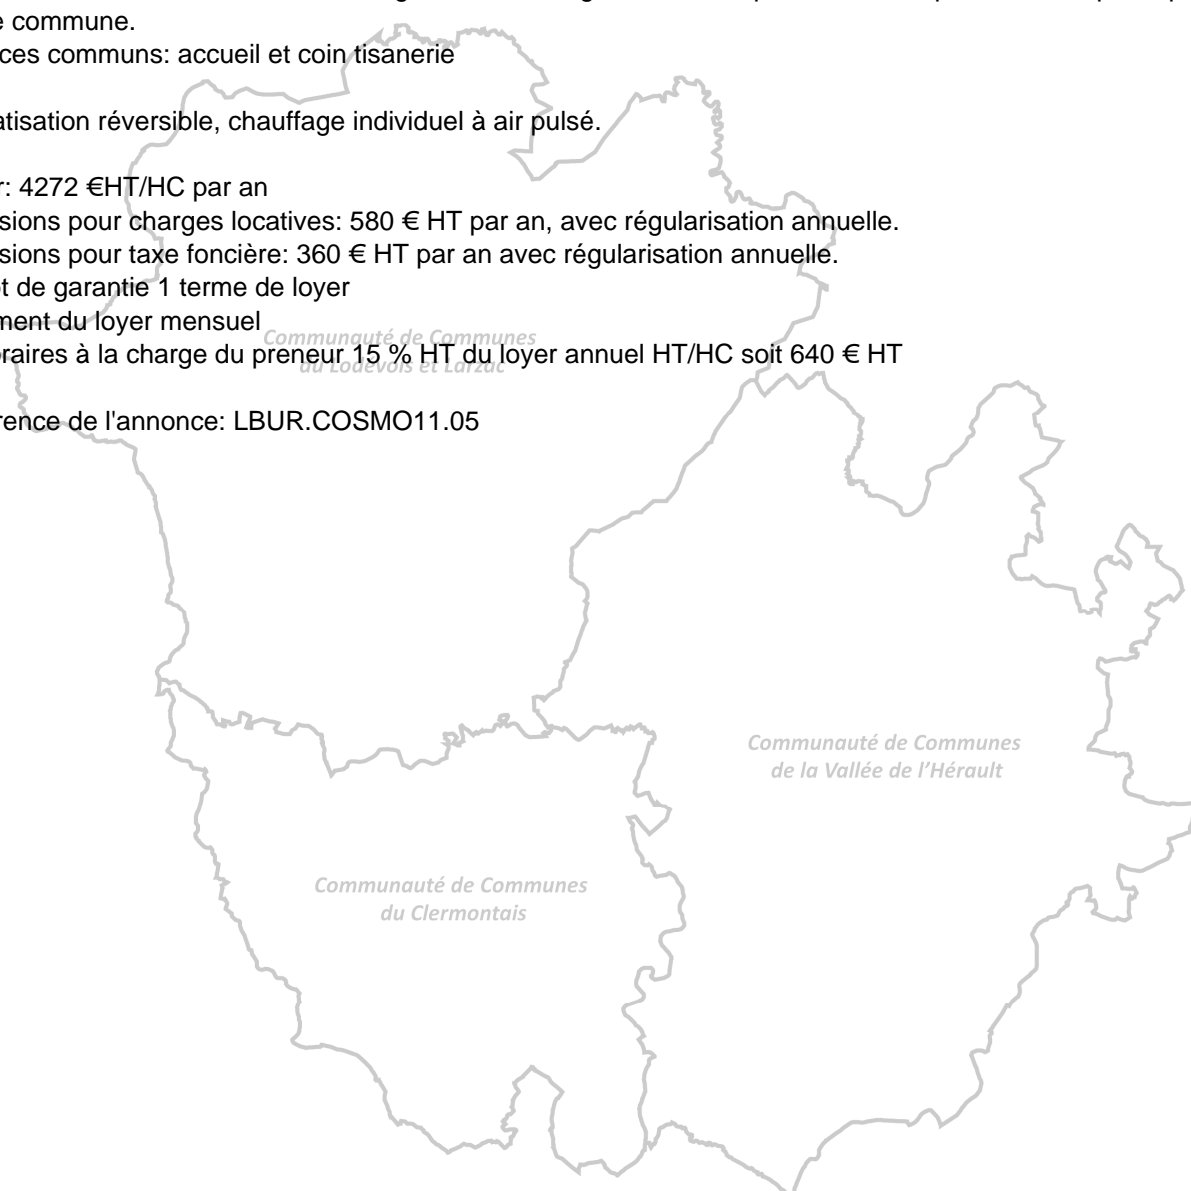 e commune.
ces communs: accueil et coin tisanerie
atisation réversible, chauffage individuel à air pulsé.
r: 4272 €HT/HC par an
sions pour charges locatives: 580 € HT par an, avec régularisation annuelle.
sions pour taxe foncière: 360 € HT par an avec régularisation annuelle.
t de garantie 1 terme de loyer
ment du loyer mensuel
Communauté de Communes
du Lodévois et Larzac
raires à la charge du preneur 15 % HT du loyer annuel HT/HC soit 640 € HT
rence de l'annonce: LBUR.COSMO11.05
Communauté de Communes
de la Vallée de l'Hérault
Communauté de Communes
du Clermontais